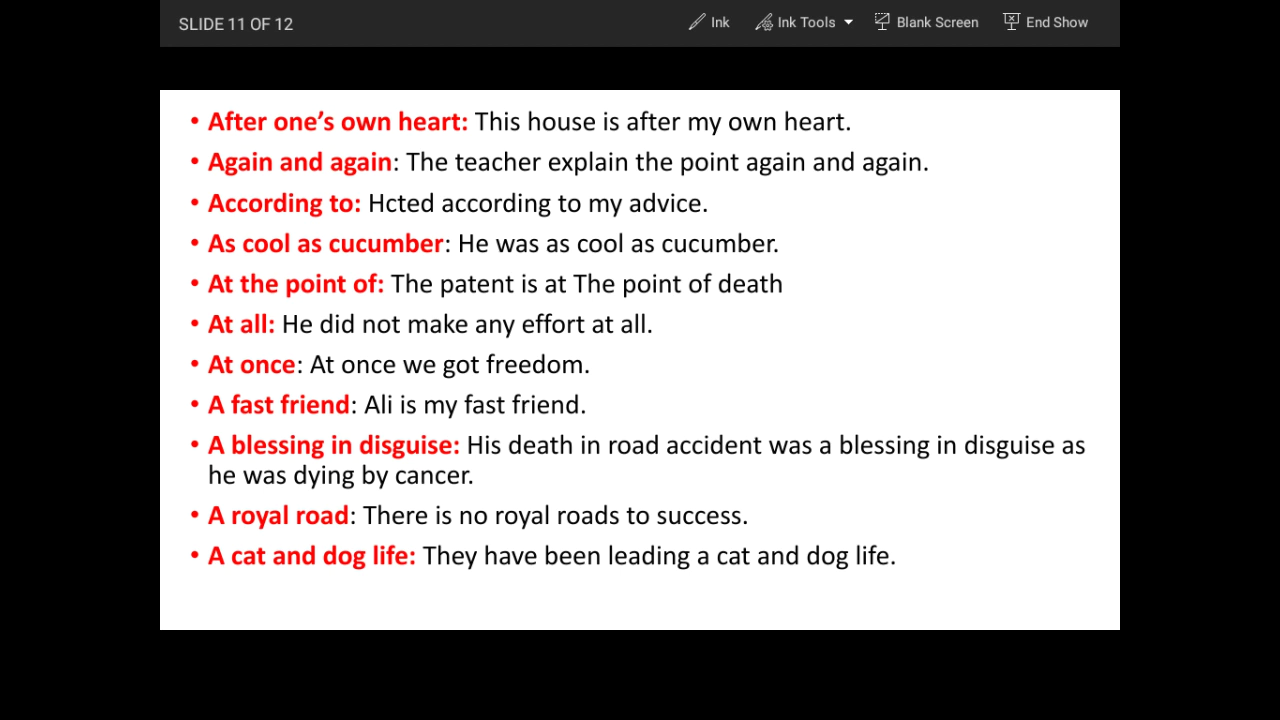 SLIDE 11 OF 12
Ink
Ink Tools
Blank Screen
End Show
• After one’s own heart: This house is after my own heart.
• Again and again: The teacher explain the point again and again.
• According to: Hcted according to my advice.
• As cool as cucumber: He was as cool as cucumber.
• At the point of: The patent is at The point of death
• At all: He did not make any effort at all.
• At once: At once we got freedom.
• A fast friend: Ali is my fast friend.
• A blessing in disguise: His death in road accident was a blessing in disguise as
he was dying by cancer.
• A royal road: There is no royal roads to success.
• A cat and dog life: They have been leading a cat and dog life.